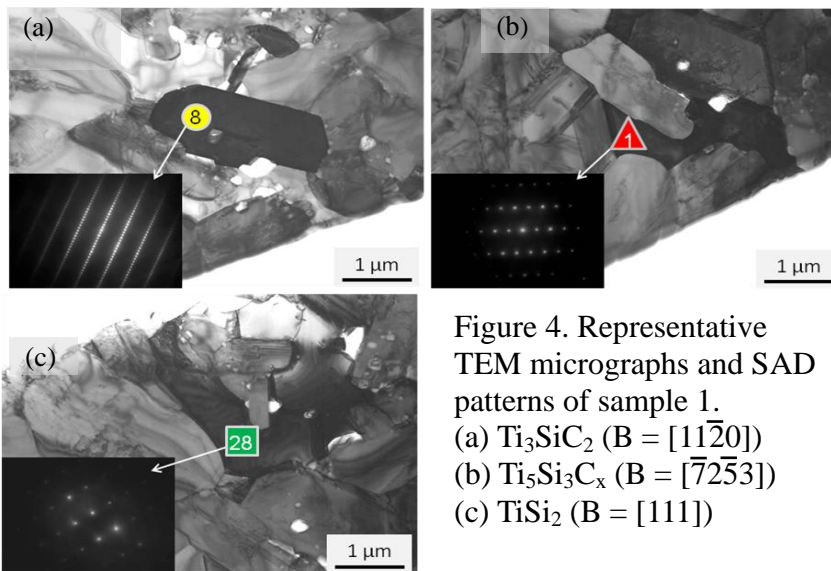 (a)
8
1 μm
(b)
1
1 μm
(c)
28
1 μm
Figure 4. Representative
TEM micrographs and SAD
patterns of sample 1.
(a) Ti₃SiC₂ (B = [112̅0])
(b) Ti₅Si₃Cₓ (B = [7̅25̅3])
(c) TiSi₂ (B = [111])